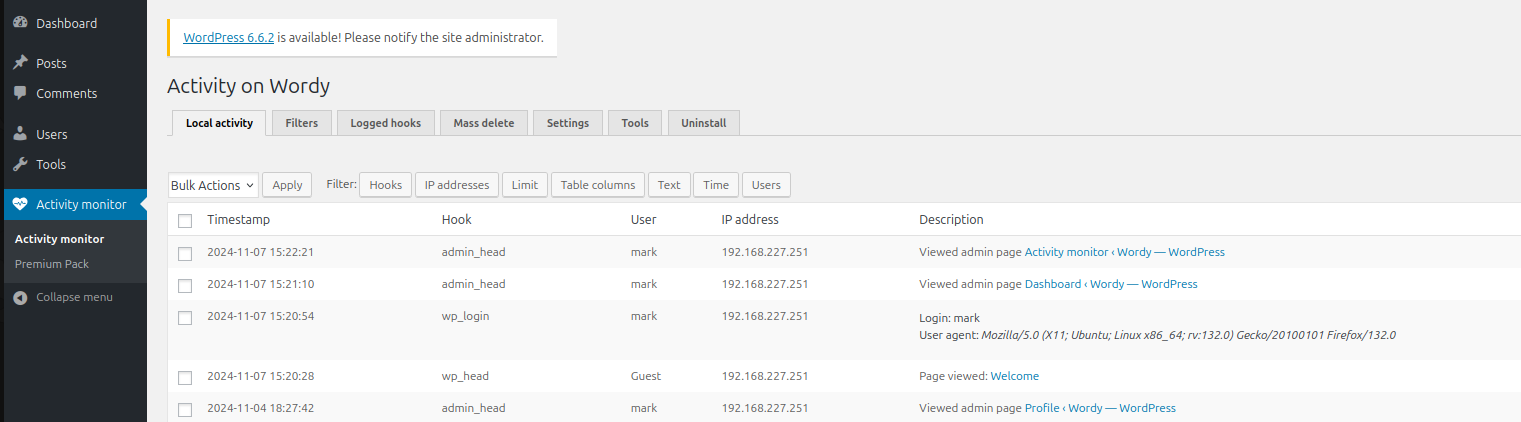 Dashboard
Posts
Comments
Users
Tools
Activity monitor
Activity monitor
Premium Pack
Collapse menu
WordPress 6.6.2 is available! Please notify the site administrator.
Activity on Wordy
Local activity Filters Logged hooks Mass delete Settings Tools Uninstall
Bulk Actions Apply Filter: Hooks IP addresses Limit Table columns Text Time Users
Timestamp Hook User IP address Description
2024-11-07 15:22:21 admin_head mark 192.168.227.251 Viewed admin page Activity monitor ‹ Wordy — WordPress
2024-11-07 15:21:10 admin_head mark 192.168.227.251 Viewed admin page Dashboard ‹ Wordy — WordPress
2024-11-07 15:20:54 wp_login mark 192.168.227.251 Login: mark
User agent: Mozilla/5.0 (X11; Ubuntu; Linux x86_64; rv:132.0) Gecko/20100101 Firefox/132.0
2024-11-07 15:20:28 wp_head Guest 192.168.227.251 Page viewed: Welcome
2024-11-04 18:27:42 admin_head mark 192.168.227.251 Viewed admin page Profile ‹ Wordy — WordPress